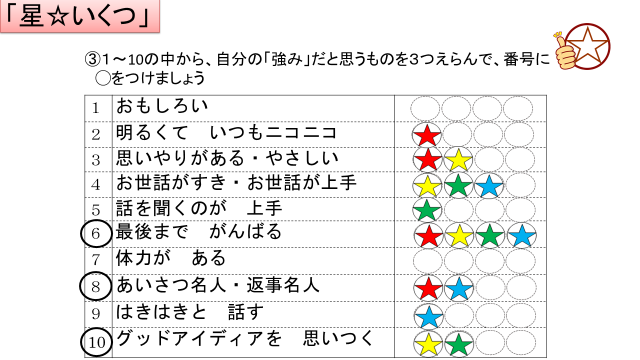 「星☆いくつ」
③1~10の中から、自分の「強み」だと思うものを3つえらんで、番号に
○をつけましょう
1 おもしろい
2 明るくて いつもニコニコ
3 思いやりがある・やさしい
4 お世話がすき・お世話が上手
5 話を聞くのが 上手
6 最後まで がんばる
7 体力が ある
8 あいさつ名人・返事名人
9 はきはきと 話す
10 グッドアイディアを 思いつく